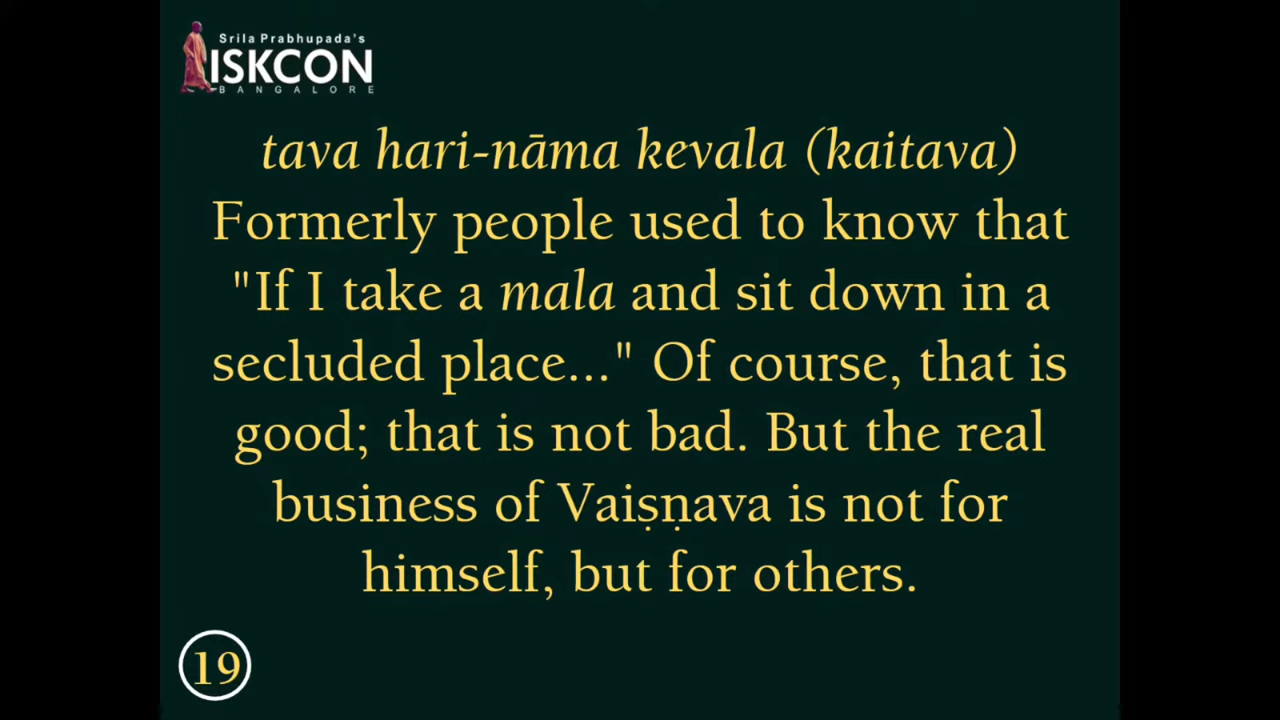 Srila Prabhupada's
ISKCON
BANGALORE
tava hari-nāma kevala (kaitava)
Formerly people used to know that
"If I take a mala and sit down in a
secluded place..." Of course, that is
good; that is not bad. But the real
business of Vaiṣṇava is not for
himself, but for others.
19